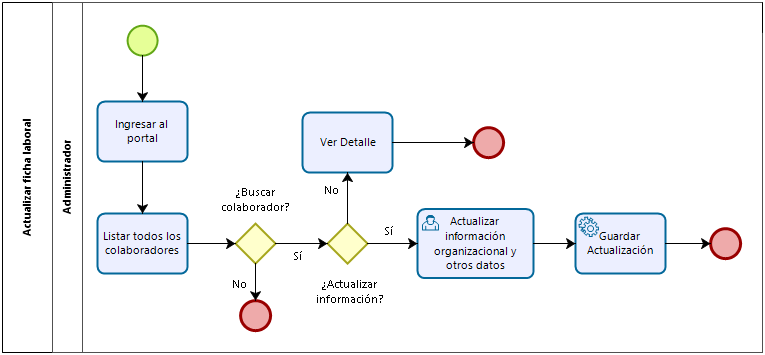 Actualizar ficha laboral
Administrador
Ingresar al
portal
Listar todos los
colaboradores
¿Buscar
colaborador?
No
Sí
¿Actualizar
información?
No
Ver Detalle
Sí
Actualizar
información
organizacional y
otros datos
Guardar
Actualización